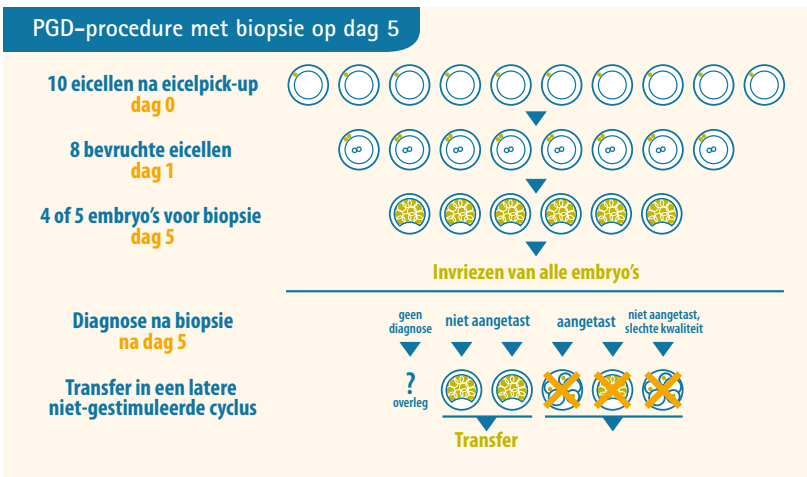 PGD-procedure met biopsie op dag 5
10 eicellen na eicelpick-up
dag 0
8 bevruchte eicellen
dag 1
4 of 5 embryo's voor biopsie
dag 5
Invriezen van alle embryo's
Diagnose na biopsie
na dag 5
geen
diagnose
niet aangetast
aangetast
niet aangetast,
slechte kwaliteit
Transfer in een latere
niet-gestimuleerde cyclus
?
overleg
Transfer